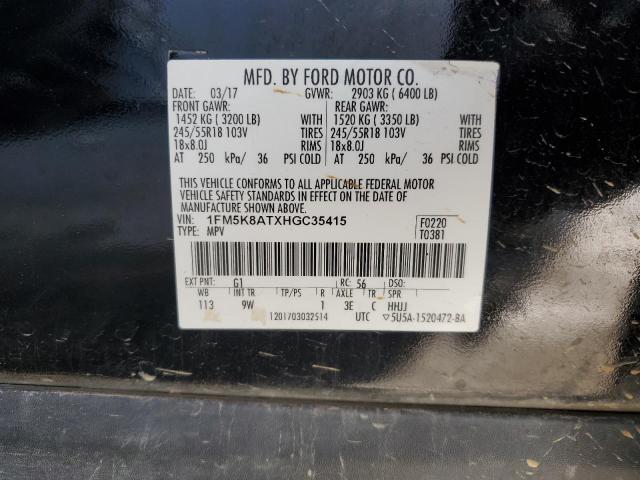 MFD. BY FORD MOTOR CO.
DATE: 03/17 GVWR: 2903 KG ( 6400 LB)
FRONT GAWR: REAR GAWR:
1452 KG ( 3200 LB) WITH 1520 KG ( 3350 LB) WITH
245/55R18 103V TIRES 245/55R18 103V TIRES
18x8.0J RIMS 18x8.0J RIMS
AT 250 kPa/ 36 PSI COLD AT 250 kPa/ 36 PSI COLD
THIS VEHICLE CONFORMS TO ALL APPLICABLE FEDERAL MOTOR
VEHICLE SAFETY STANDARDS IN EFFECT ON THE DATE OF
MANUFACTURE SHOWN ABOVE.
VIN: 1FM5K8ATXHGC35415 F0220
TYPE: MPV T0381
EXT PNT: G1 RC: 56 DSO:
WB INT TR TP/PS R AXLE TR SPR
113 9W 1 3E C HHJJ
1201703032514 UTC ▽5U5A-1520472-BA